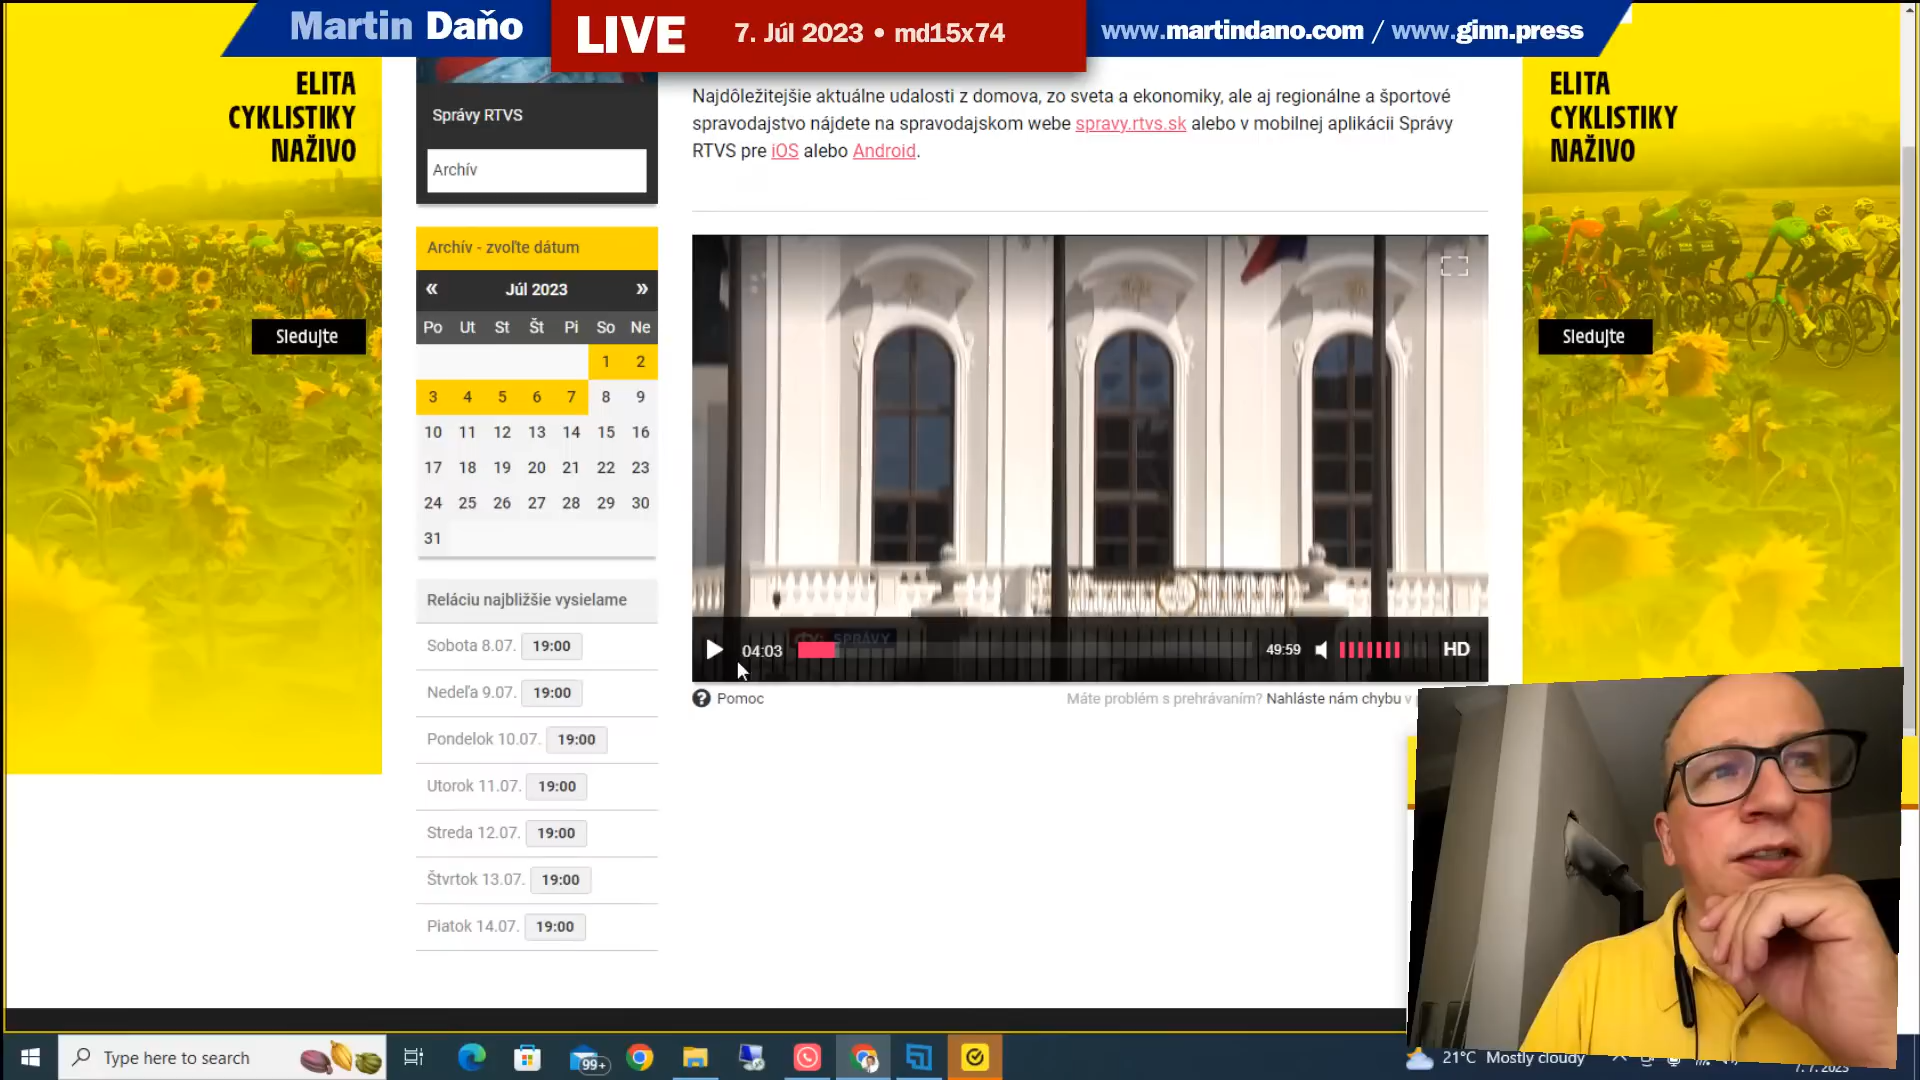 Martin Daňo
LIVE
7. Júl 2023 • md15x74
www.martindano.com / www.ginn.press
ELITA
CYKLISTIKY
NAŽIVO
Sledujte
Správy RTVS
Archív
Archív - zvoľte dátum
« Júl 2023 »
Po Ut St Št Pi So Ne
1 2
3 4 5 6 7 8 9
10 11 12 13 14 15 16
17 18 19 20 21 22 23
24 25 26 27 28 29 30
31
Reláciu najbližšie vysielame
Sobota 8.07. 19:00
Nedeľa 9.07. 19:00
Pondelok 10.07. 19:00
Utorok 11.07. 19:00
Streda 12.07. 19:00
Štvrtok 13.07. 19:00
Piatok 14.07. 19:00
Najdôležitejšie aktuálne udalosti z domova, zo sveta a ekonomiky, ale aj regionálne a športové
spravodajstvo nájdete na spravodajskom webe spravy.rtvs.sk alebo v mobilnej aplikácii Správy
RTVS pre iOS alebo Android.
SPRÁVY
04:03
49:59
HD
? Pomoc
Máte problém s prehrávaním? Nahláste nám chybu v
ELITA
CYKLISTIKY
NAŽIVO
Sledujte
Type here to search
99+
21°C Mostly cloudy
7. 7. 2023